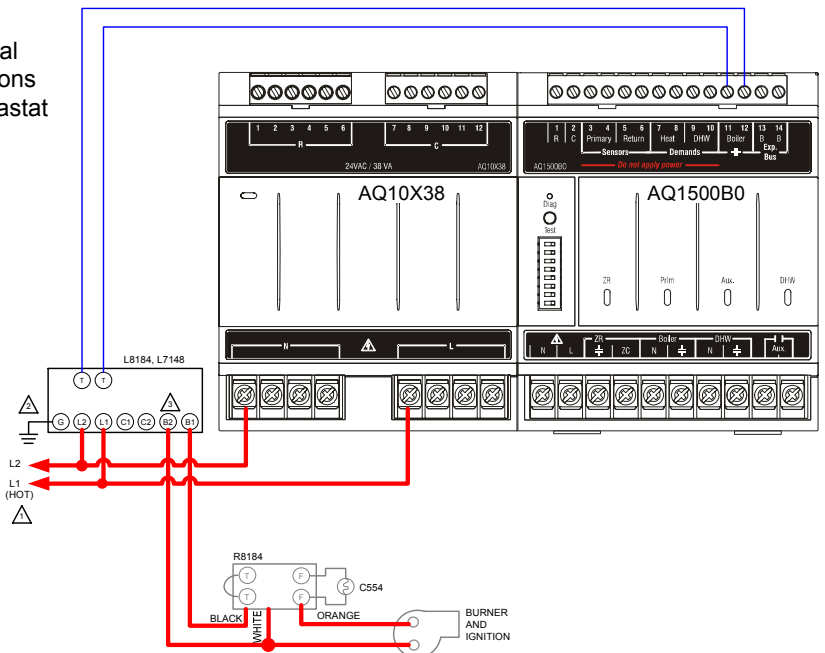 al
ons
astat
1 2 3 4 5 6
R
7 8 9 10 11 12
C
24VAC / 38 VA
AQ10X38
1 2 3 4 5 6 7 8 9 10 11 12 13 14
R C Primary Return Heat DHW Boiler B B
Sensors Demands Exp. Bus
AQ1500B0 Do not apply power
AQ10X38
AQ1500B0
Diag
Test
ZR Prim Aux. DHW
N L
N L ZR ZC Boiler N DHW N Aux.
L8184, L7148
T T
2
3
G L2 L1 C1 C2 B2 B1
L2
L1
(HOT)
1
R8184
T F
T F
C554
BLACK
WHITE
ORANGE
BURNER
AND
IGNITION